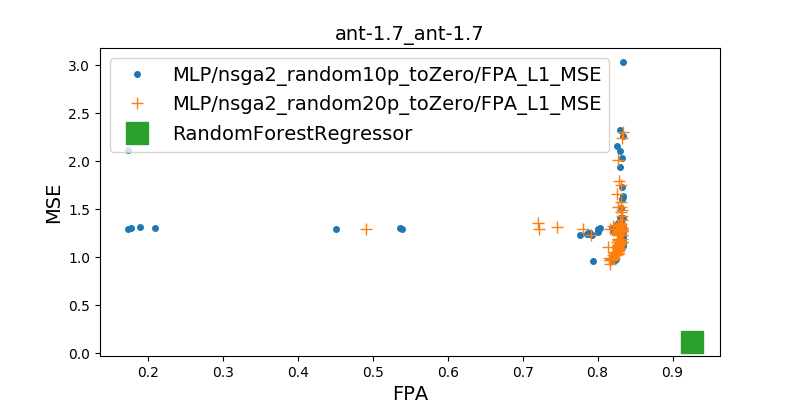 ant-1.7_ant-1.7
MLP/nsga2_random10p_toZero/FPA_L1_MSE
MLP/nsga2_random20p_toZero/FPA_L1_MSE
RandomForestRegressor
MSE
3.0
2.5
2.0
1.5
1.0
0.5
0.0
0.2 0.3 0.4 0.5 0.6 0.7 0.8 0.9
FPA